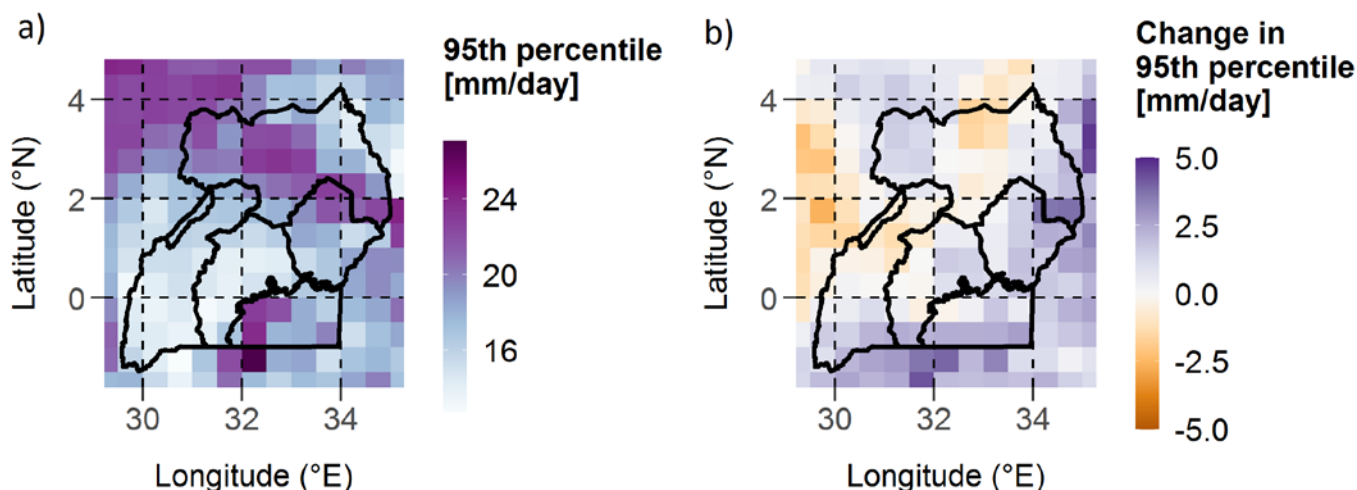 a)
95th percentile
[mm/day]
4
2
0
Latitude (°N)
30
32
34
Longitude (°E)
24
20
16
b)
Change in
95th percentile
[mm/day]
4
2
0
Latitude (°N)
30
32
34
Longitude (°E)
5.0
2.5
0.0
-2.5
-5.0